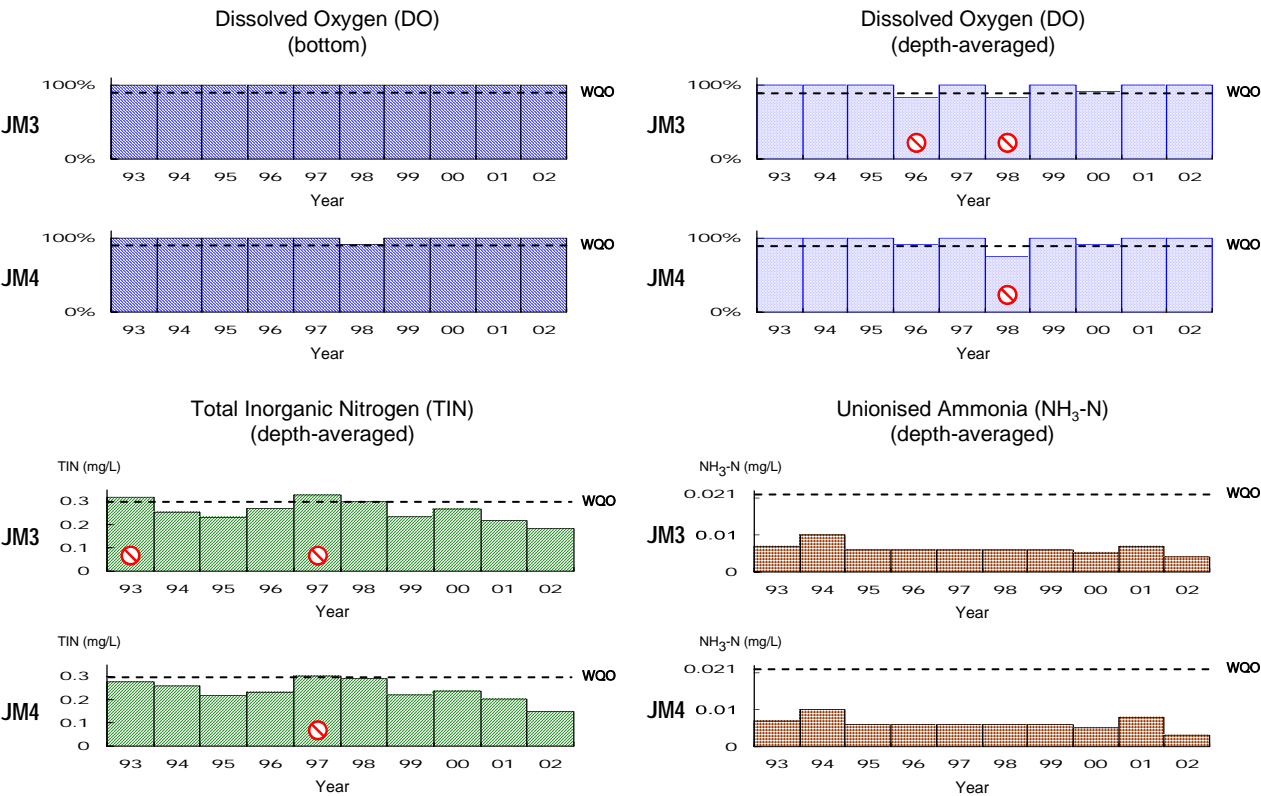 Dissolved Oxygen (DO)
(bottom)
100%
WQO
JM3
0%
93 94 95 96 97 98 99 00 01 02
Year
100%
WQO
JM4
0%
93 94 95 96 97 98 99 00 01 02
Year
Dissolved Oxygen (DO)
(depth-averaged)
100%
WQO
JM3
0%
93 94 95 96 97 98 99 00 01 02
Year
100%
WQO
JM4
0%
93 94 95 96 97 98 99 00 01 02
Year
Total Inorganic Nitrogen (TIN)
(depth-averaged)
TIN (mg/L)
0.3
WQO
0.2
JM3
0.1
0
93 94 95 96 97 98 99 00 01 02
Year
TIN (mg/L)
0.3
WQO
0.2
JM4
0.1
0
93 94 95 96 97 98 99 00 01 02
Year
Unionised Ammonia (NH3-N)
(depth-averaged)
NH3-N (mg/L)
0.021
WQO
JM3
0.01
0
93 94 95 96 97 98 99 00 01 02
Year
NH3-N (mg/L)
0.021
WQO
JM4
0.01
0
93 94 95 96 97 98 99 00 01 02
Year